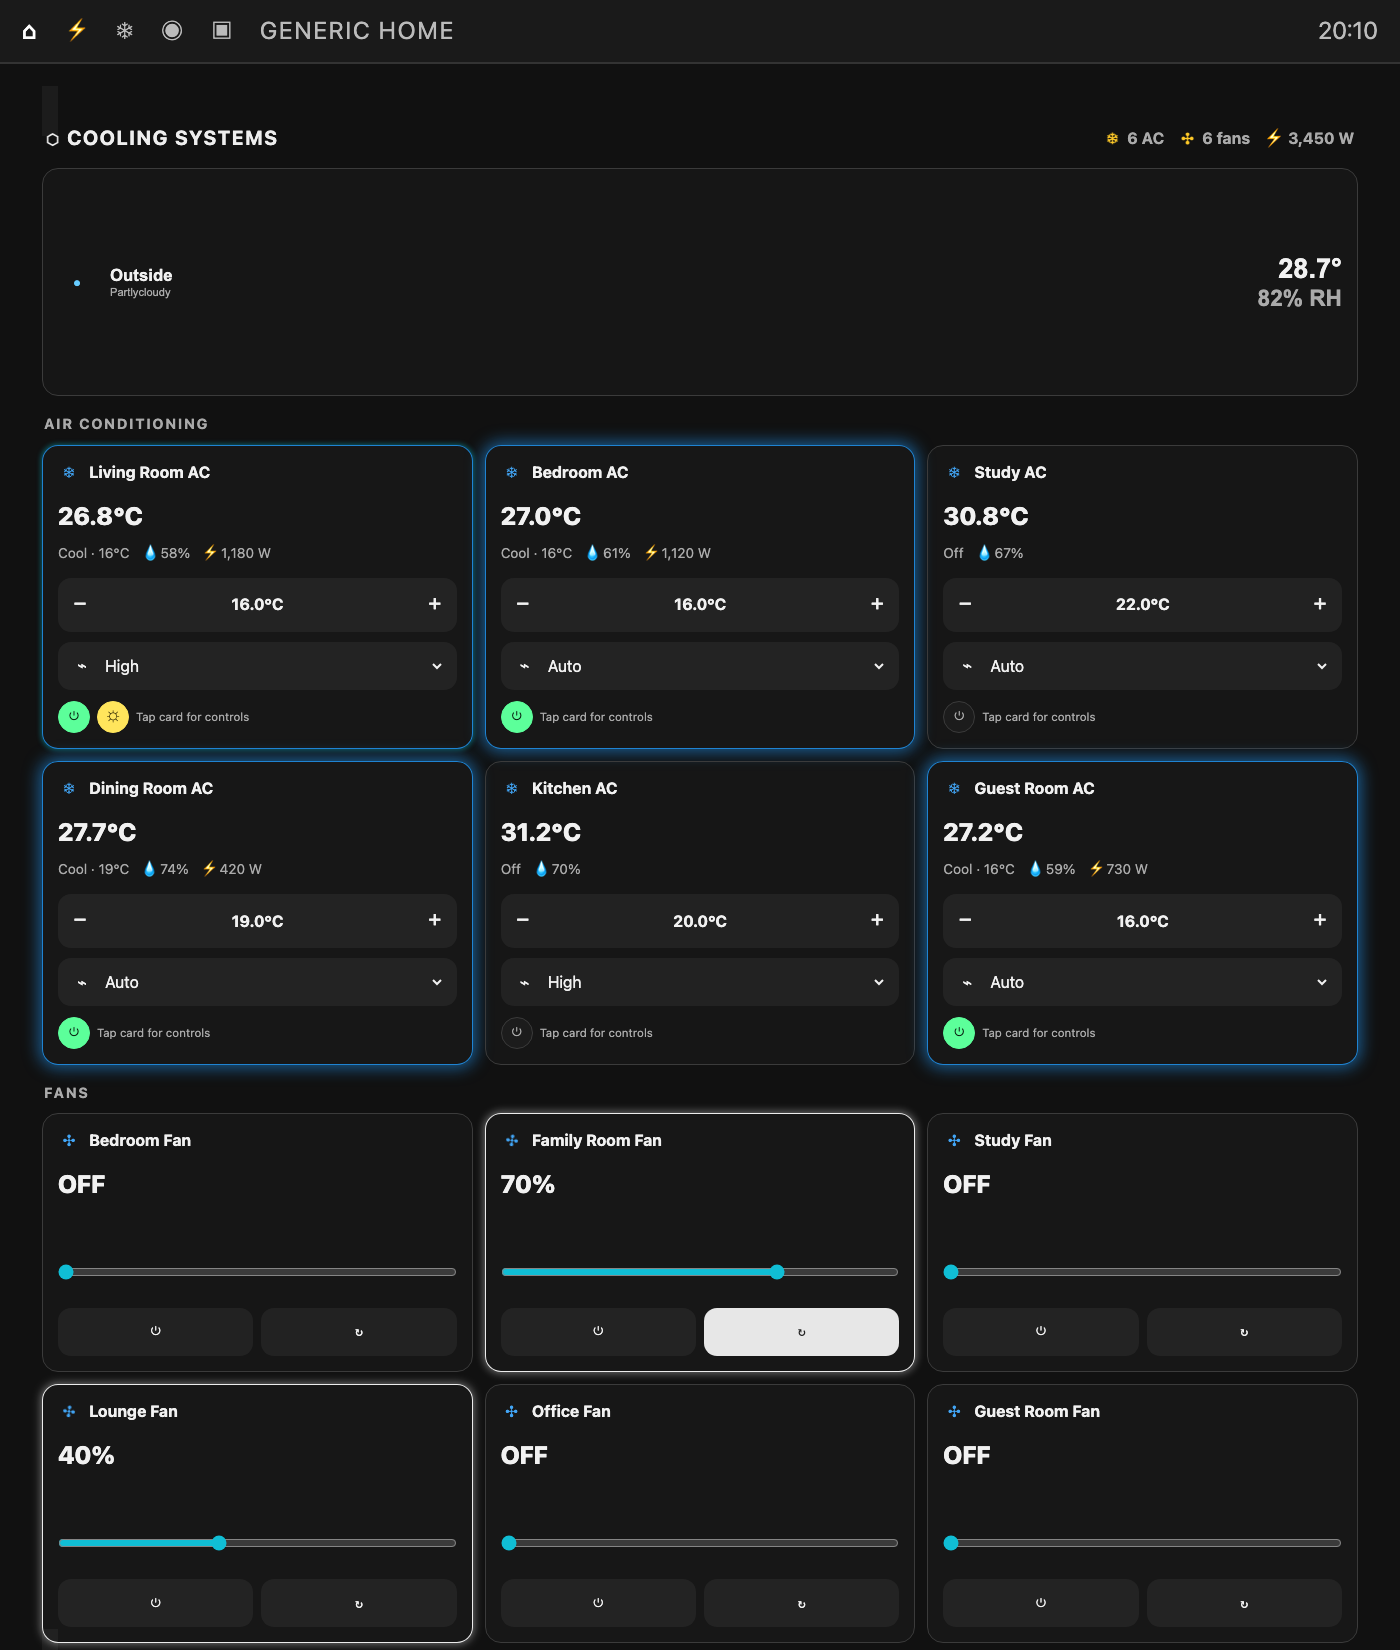 GENERIC HOME
20:10
COOLING SYSTEMS
6 AC 6 fans 3,450 W
Outside
Partlycloudy
28.7°
82% RH
AIR CONDITIONING
Living Room AC
26.8°C
Cool · 16°C 58% 1,180 W
− 16.0°C +
High
Tap card for controls
Bedroom AC
27.0°C
Cool · 16°C 61% 1,120 W
− 16.0°C +
Auto
Tap card for controls
Study AC
30.8°C
Off 67%
− 22.0°C +
Auto
Tap card for controls
Dining Room AC
27.7°C
Cool · 19°C 74% 420 W
− 19.0°C +
Auto
Tap card for controls
Kitchen AC
31.2°C
Off 70%
− 20.0°C +
High
Tap card for controls
Guest Room AC
27.2°C
Cool · 16°C 59% 730 W
− 16.0°C +
Auto
Tap card for controls
FANS
Bedroom Fan
OFF
Family Room Fan
70%
Study Fan
OFF
Lounge Fan
40%
Office Fan
OFF
Guest Room Fan
OFF